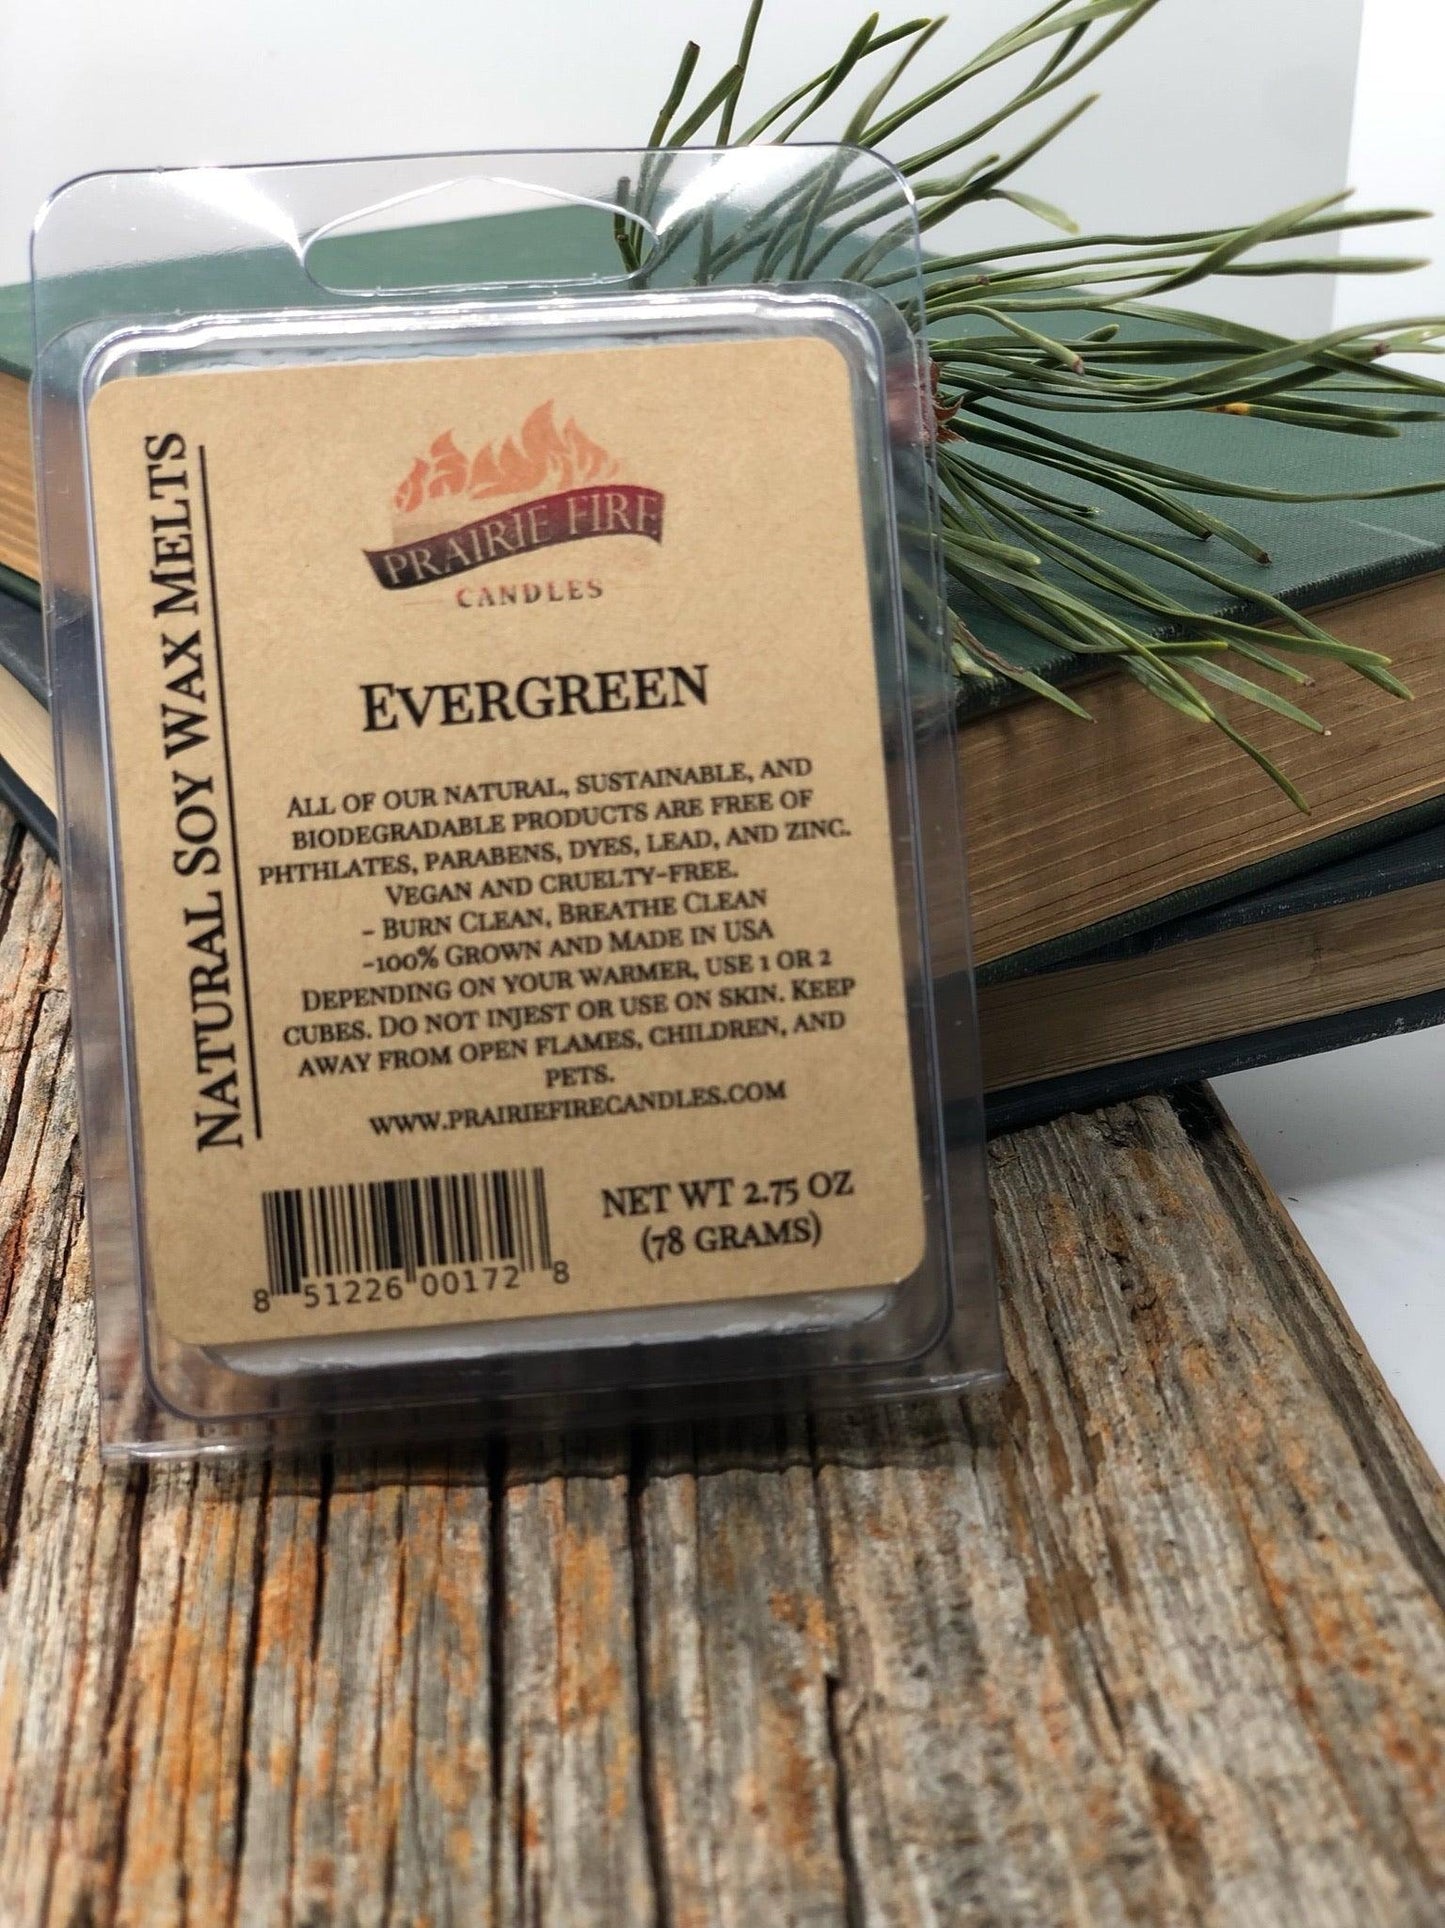 PRAIRIE FIRE
CANDLES
NATURAL SOY WAX MELTS
EVERGREEN
ALL OF OUR NATURAL, SUSTAINABLE, AND
BIODEGRADABLE PRODUCTS ARE FREE OF
PHTHLATES, PARABENS, DYES, LEAD, AND ZINC.
VEGAN AND CRUELTY-FREE.
- BURN CLEAN, BREATHE CLEAN
-100% GROWN AND MADE IN USA
DEPENDING ON YOUR WARMER, USE 1 OR 2
CUBES. DO NOT INJEST OR USE ON SKIN. KEEP
AWAY FROM OPEN FLAMES, CHILDREN, AND
PETS.
WWW.PRAIRIEFIRECANDLES.COM
NET WT 2.75 OZ
(78 GRAMS)
8 51226 00172 8